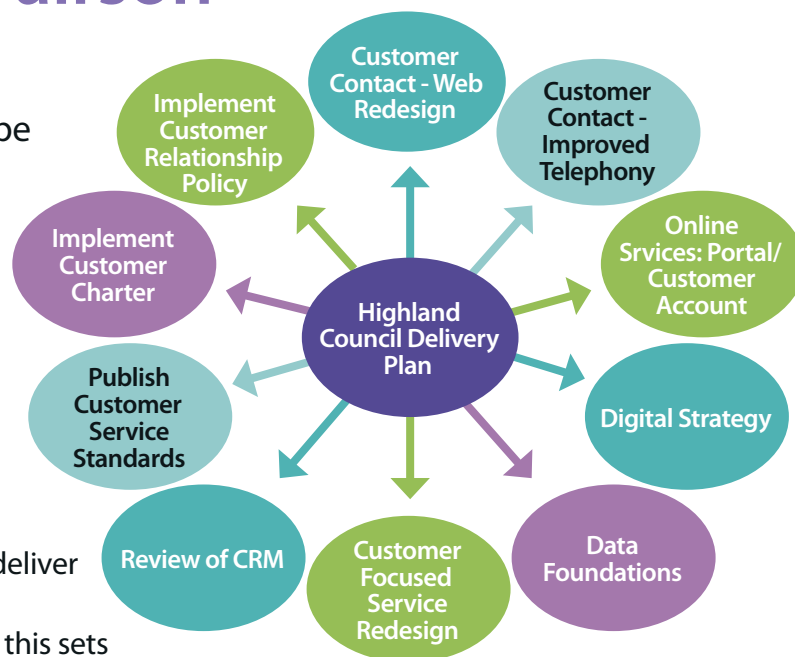 Customer
Contact - Web
Redesign
Customer
Contact -
Improved
Telephony
Online
Srvices: Portal/
Customer
Account
Digital Strategy
Data
Foundations
Customer
Focused
Service
Redesign
Review of CRM
Publish
Customer
Service
Standards
Implement
Customer
Charter
Implement
Customer
Relationship
Policy
Highland
Council Delivery
Plan
deliver
this sets